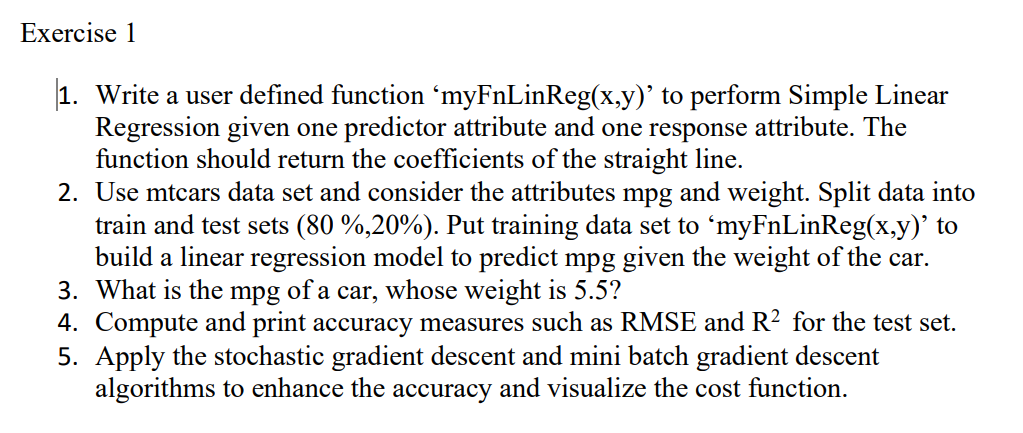 Exercise 1
1. Write a user defined function ‘myFnLinReg(x,y)’ to perform Simple Linear
Regression given one predictor attribute and one response attribute. The
function should return the coefficients of the straight line.
2. Use mtcars data set and consider the attributes mpg and weight. Split data into
train and test sets (80 %,20%). Put training data set to ‘myFnLinReg(x,y)’ to
build a linear regression model to predict mpg given the weight of the car.
3. What is the mpg of a car, whose weight is 5.5?
4. Compute and print accuracy measures such as RMSE and R² for the test set.
5. Apply the stochastic gradient descent and mini batch gradient descent
algorithms to enhance the accuracy and visualize the cost function.